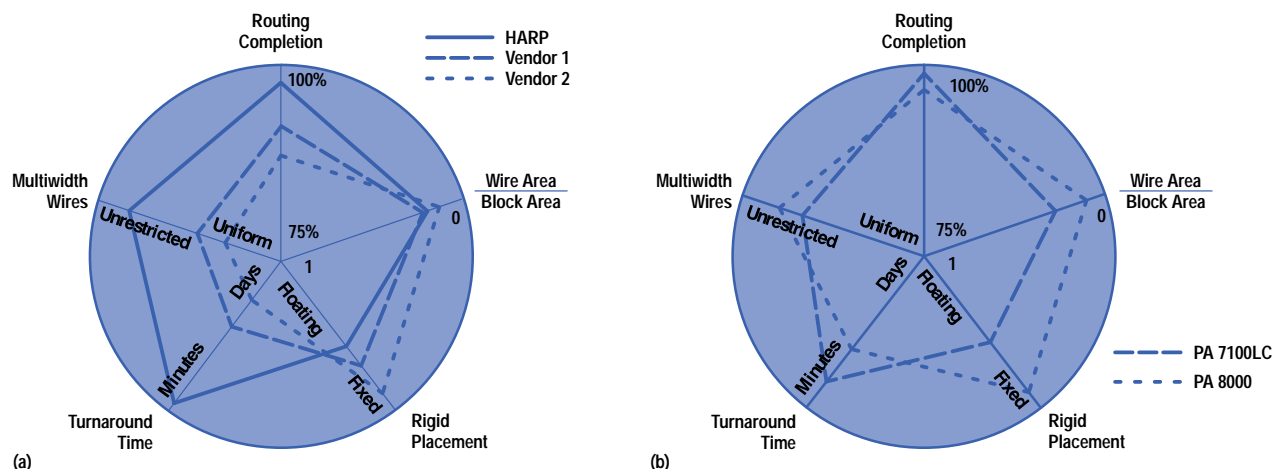 Routing
Completion
HARP
Vendor 1
Vendor 2
100%
Multiwidth
Wires
Wire Area
Block Area
0
Unrestricted
Uniform
75%
1
Days
Floating
Minutes
Fixed
Turnaround
Time
Rigid
Placement
(a)
Routing
Completion
100%
Multiwidth
Wires
Wire Area
Block Area
0
Unrestricted
Uniform
75%
1
Days
Floating
Minutes
Fixed
PA 7100LC
PA 8000
Turnaround
Time
Rigid
Placement
(b)